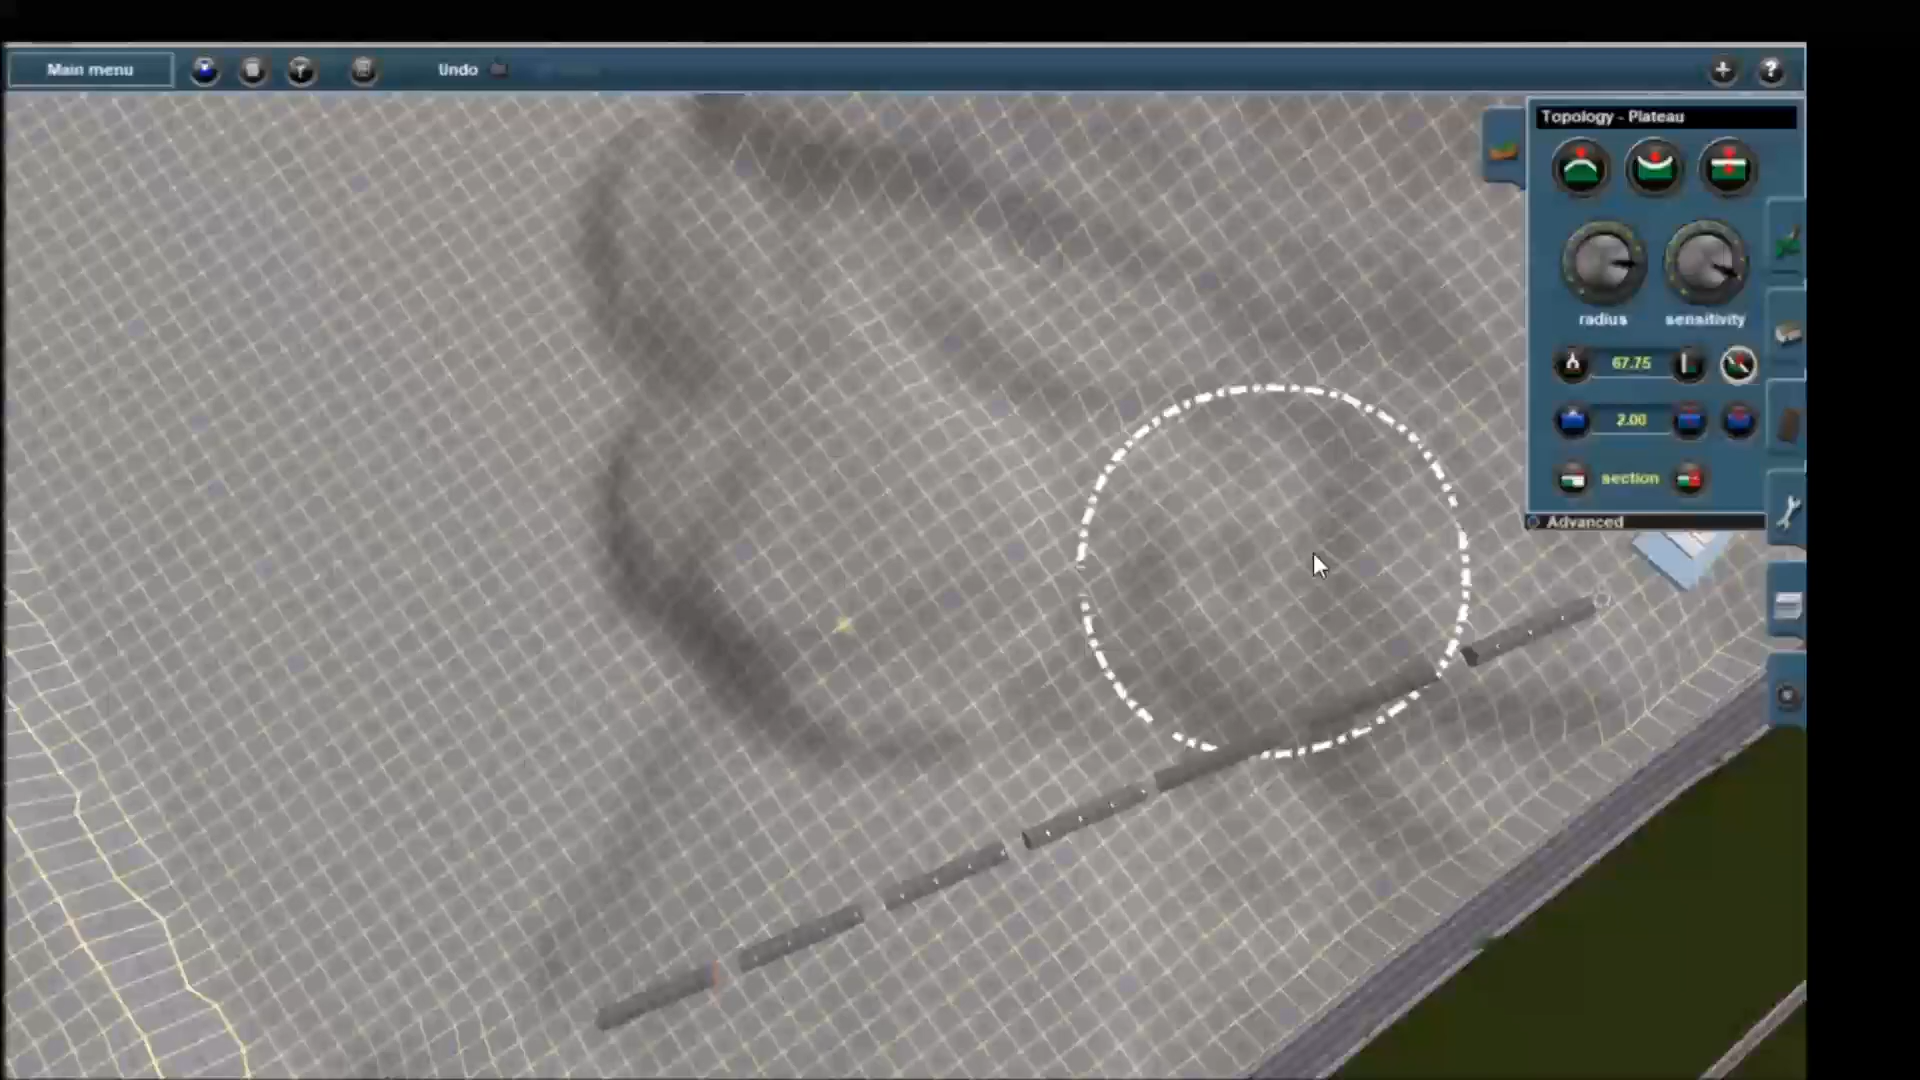 Main menu
Undo
+
?
Topology - Plateau
radius
sensitivity
67.75
2.00
section
Advanced